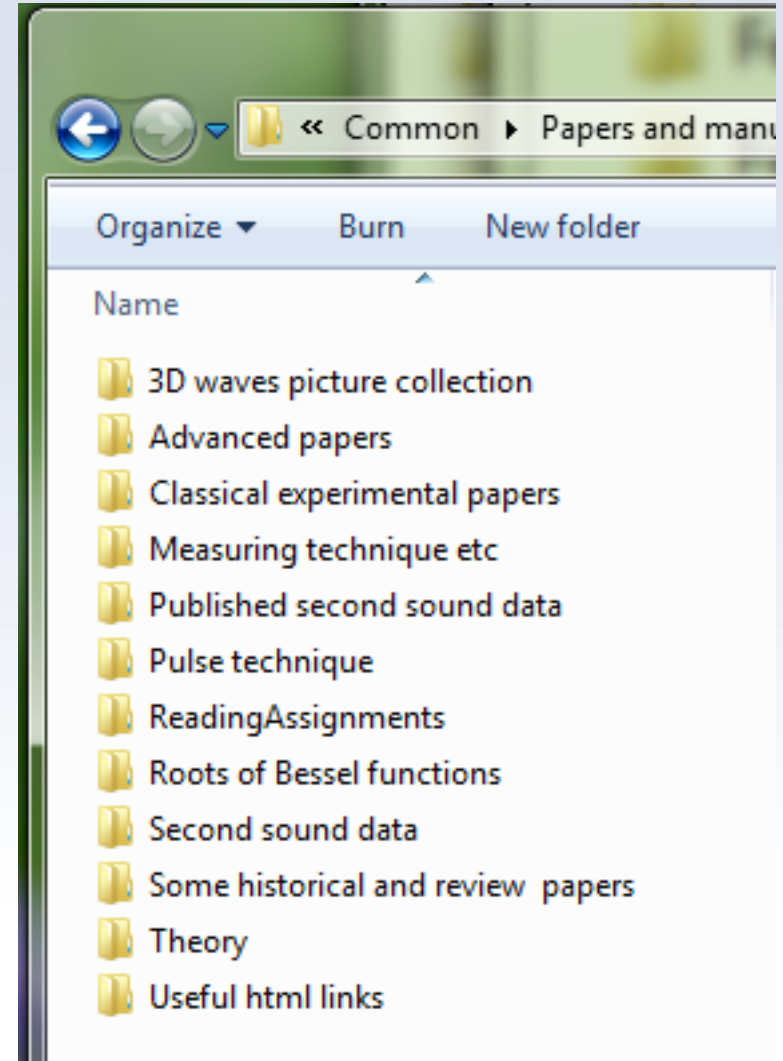 « Common ▸ Papers and manu
Organize ▾ Burn New folder
Name
3D waves picture collection
Advanced papers
Classical experimental papers
Measuring technique etc
Published second sound data
Pulse technique
ReadingAssignments
Roots of Bessel functions
Second sound data
Some historical and review  papers
Theory
Useful html links